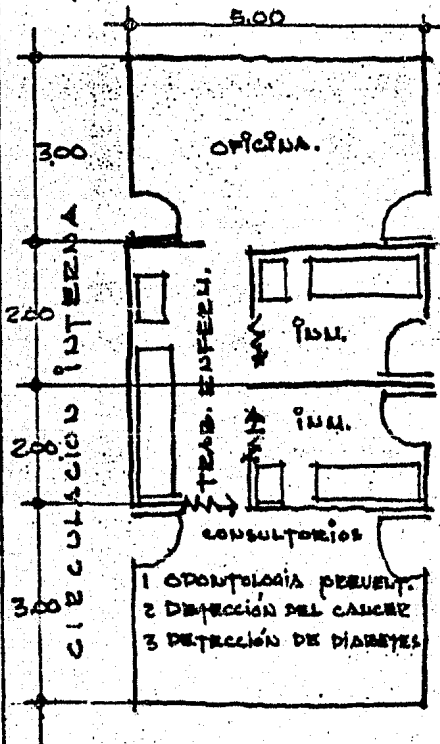 5.00
3.00
OFICINA.
CIRCULACION INTERNA
2.00
TRAB. ENFERM.
INM.
2.00
INM.
CONSULTORIOS
3.00
1 ODONTOLOGIA PREVENT.
2 DETECCIÓN DEL CANCER
3 DETECCIÓN DE DIABETES